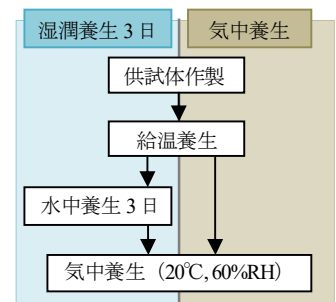 湿潤養生3日
気中養生
供試体作製
給温養生
水中養生3日
気中養生（20℃, 60%RH）